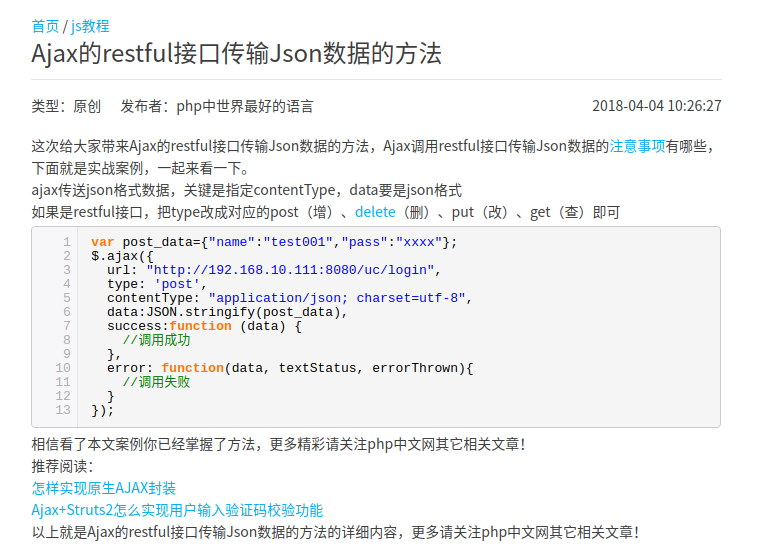 首页 / js教程
Ajax的restful接口传输Json数据的方法
类型：原创 发布者：php中世界最好的语言 2018-04-04 10:26:27
这次给大家带来Ajax的restful接口传输Json数据的方法，Ajax调用restful接口传输Json数据的注意事项有哪些，
下面就是实战案例，一起来看一下。
ajax传送json格式数据，关键是指定contentType，data要是json格式
如果是restful接口，把type改成对应的post（增）、delete（删）、put（改）、get（查）即可
1 var post_data={"name":"test001","pass":"xxxx"};
2 $.ajax({
3   url: "http://192.168.10.111:8080/uc/login",
4   type: 'post',
5   contentType: "application/json; charset=utf-8",
6   data:JSON.stringify(post_data),
7   success:function (data) {
8     //调用成功
9   },
10   error: function(data, textStatus, errorThrown){
11     //调用失败
12   }
13 });
相信看了本文案例你已经掌握了方法，更多精彩请关注php中文网其它相关文章！
推荐阅读：
怎样实现原生AJAX封装
Ajax+Struts2怎么实现用户输入验证码校验功能
以上就是Ajax的restful接口传输Json数据的方法的详细内容，更多请关注php中文网其它相关文章！